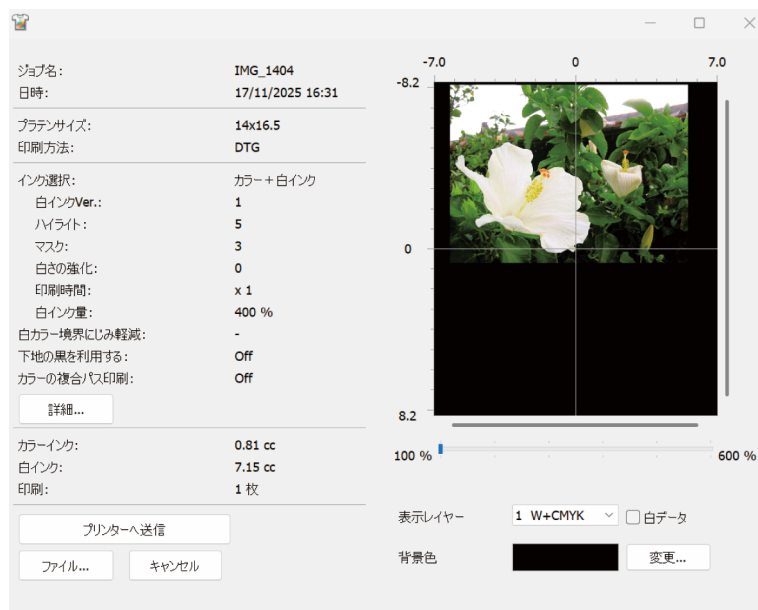 ジョブ名: IMG_1404
日時: 17/11/2025 16:31
プラテンサイズ: 14x16.5
印刷方法: DTG
インク選択: カラー＋白インク
白インクVer.: 1
ハイライト: 5
マスク: 3
白さの強化: 0
印刷時間: x 1
白インク量: 400 %
白カラー境界にじみ軽減: -
下地の黒を利用する: Off
カラーの複合パス印刷: Off
詳細...
カラーインク: 0.81 cc
白インク: 7.15 cc
印刷: 1 枚
プリンターへ送信
ファイル... キャンセル
-7.0 0 7.0
-8.2
0
8.2
100 % 600 %
表示レイヤー 1 W+CMYK 白データ
背景色 変更...